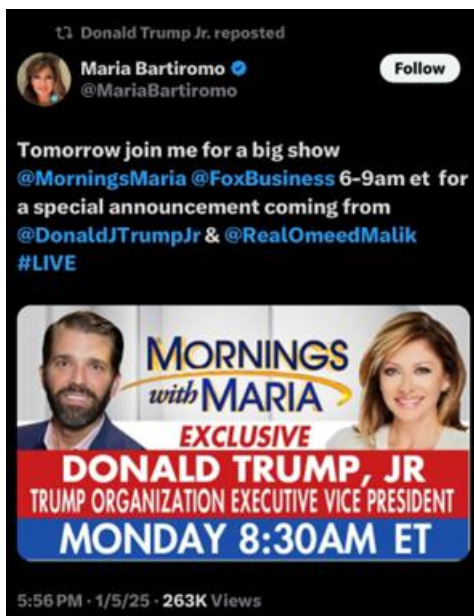 Donald Trump Jr. reposted
Maria Bartiromo
@MariaBartiromo
Follow
Tomorrow join me for a big show
@MorningsMaria @FoxBusiness 6-9am et for
a special announcement coming from
@DonaldJTrumpJr & @RealOmeedMalik
#LIVE
MORNINGS
with MARIA
EXCLUSIVE
DONALD TRUMP, JR
TRUMP ORGANIZATION EXECUTIVE VICE PRESIDENT
MONDAY 8:30AM ET
5:56 PM · 1/5/25 · 263K Views